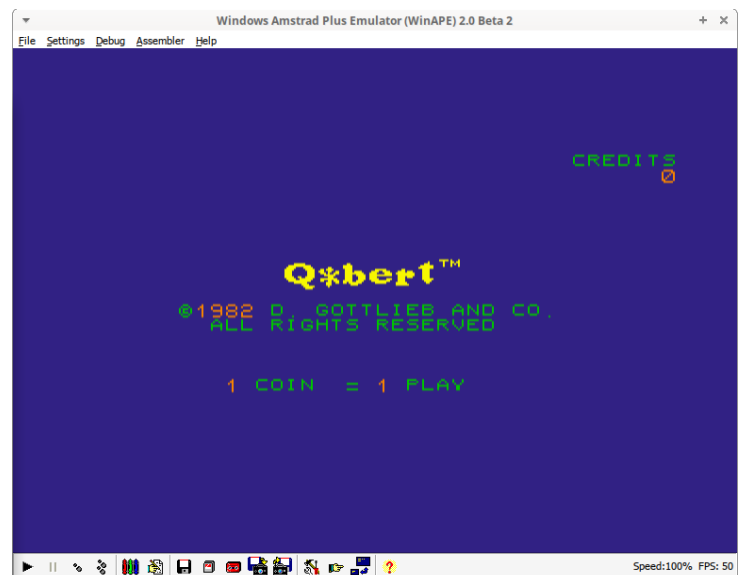 Windows Amstrad Plus Emulator (WinAPE) 2.0 Beta 2
File Settings Debug Assembler Help
CREDITS
0
Q*bert™
©1982 D. GOTTLIEB AND CO.
ALL RIGHTS RESERVED
1 COIN = 1 PLAY
Speed:100% FPS: 50